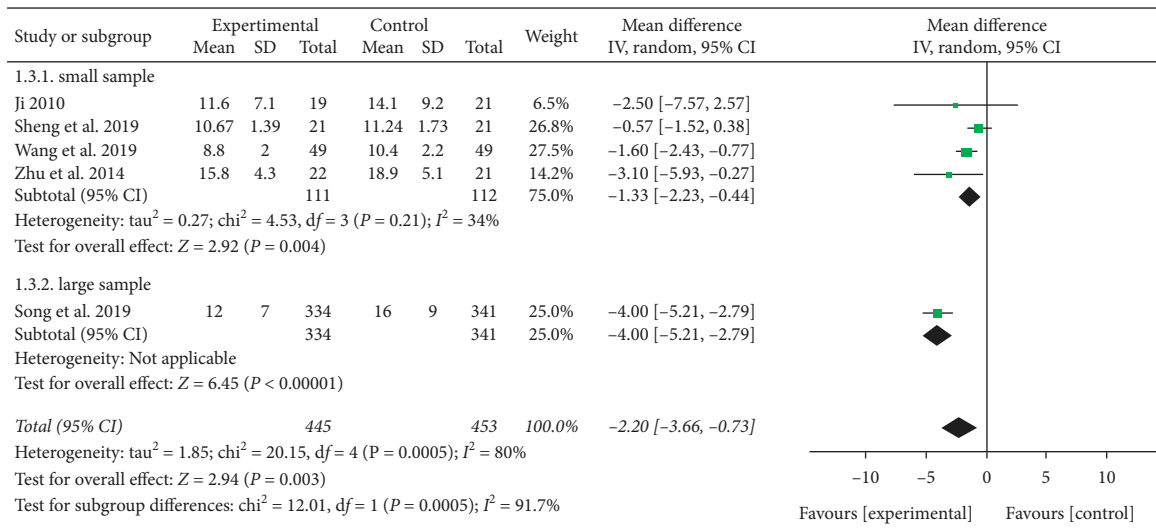 Study or subgroup Expertimental Control Weight Mean difference Mean difference
Mean SD Total Mean SD Total IV, random, 95% CI IV, random, 95% CI
1.3.1. small sample
Ji 2010 11.6 7.1 19 14.1 9.2 21 6.5% –2.50 [–7.57, 2.57]
Sheng et al. 2019 10.67 1.39 21 11.24 1.73 21 26.8% –0.57 [–1.52, 0.38]
Wang et al. 2019 8.8 2 49 10.4 2.2 49 27.5% –1.60 [–2.43, –0.77]
Zhu et al. 2014 15.8 4.3 22 18.9 5.1 21 14.2% –3.10 [–5.93, –0.27]
Subtotal (95% CI) 111 112 75.0% –1.33 [–2.23, –0.44]
Heterogeneity: tau² = 0.27; chi² = 4.53, df = 3 (P = 0.21); I² = 34%
Test for overall effect: Z = 2.92 (P = 0.004)
1.3.2. large sample
Song et al. 2019 12 7 334 16 9 341 25.0% –4.00 [–5.21, –2.79]
Subtotal (95% CI) 334 341 25.0% –4.00 [–5.21, –2.79]
Heterogeneity: Not applicable
Test for overall effect: Z = 6.45 (P < 0.00001)
Total (95% CI) 445 453 100.0% –2.20 [–3.66, –0.73]
Heterogeneity: tau² = 1.85; chi² = 20.15, df = 4 (P = 0.0005); I² = 80%
Test for overall effect: Z = 2.94 (P = 0.003)
Test for subgroup differences: chi² = 12.01, df = 1 (P = 0.0005); I² = 91.7%
–10 –5 0 5 10
Favours [experimental] Favours [control]